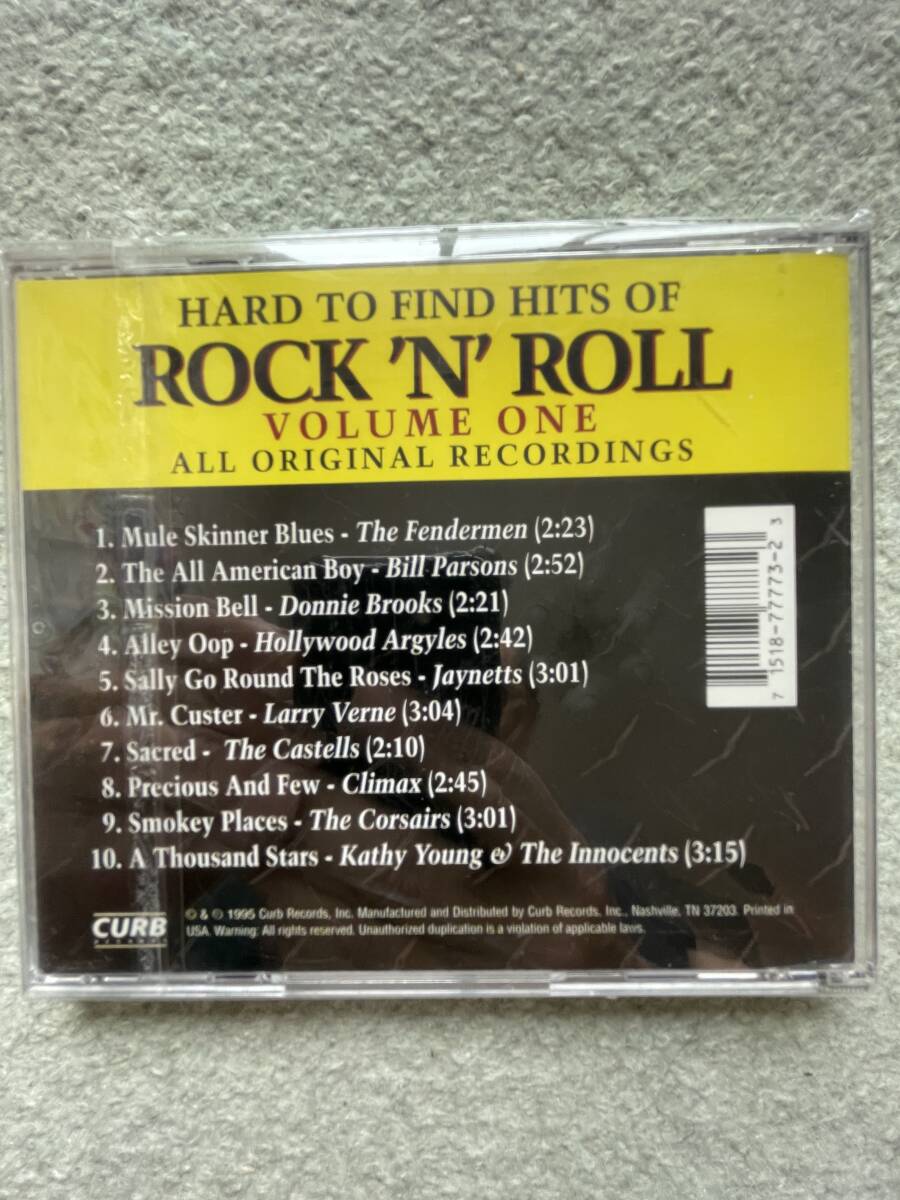 HARD TO FIND HITS OF
ROCK 'N' ROLL
VOLUME ONE
ALL ORIGINAL RECORDINGS
1. Mule Skinner Blues - The Fendermen (2:23)
2. The All American Boy - Bill Parsons (2:52)
3. Mission Bell - Donnie Brooks (2:21)
4. Alley Oop - Hollywood Argyles (2:42)
5. Sally Go Round The Roses - Jaynetts (3:01)
6. Mr. Custer - Larry Verne (3:04)
7. Sacred - The Castells (2:10)
8. Precious And Few - Climax (2:45)
9. Smokey Places - The Corsairs (3:01)
10. A Thousand Stars - Kathy Young & The Innocents (3:15)
7 1518-77773-2 3
CURB
RECORDS
© & ℗ 1995 Curb Records, Inc. Manufactured and Distributed by Curb Records, Inc., Nashville, TN 37203. Printed in
USA. Warning: All rights reserved. Unauthorized duplication is a violation of applicable laws.